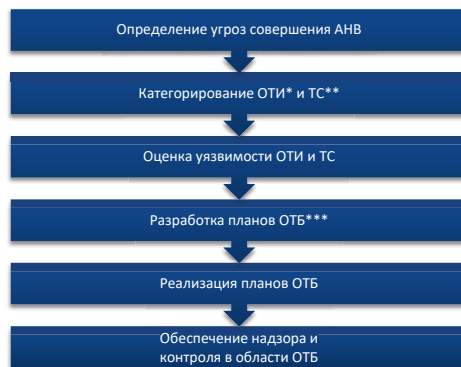 Определение угроз совершения АНВ
Категорирование ОТИ* и ТС**
Оценка уязвимости ОТИ и ТС
Разработка планов ОТБ***
Реализация планов ОТБ
Обеспечение надзора и
контроля в области ОТБ